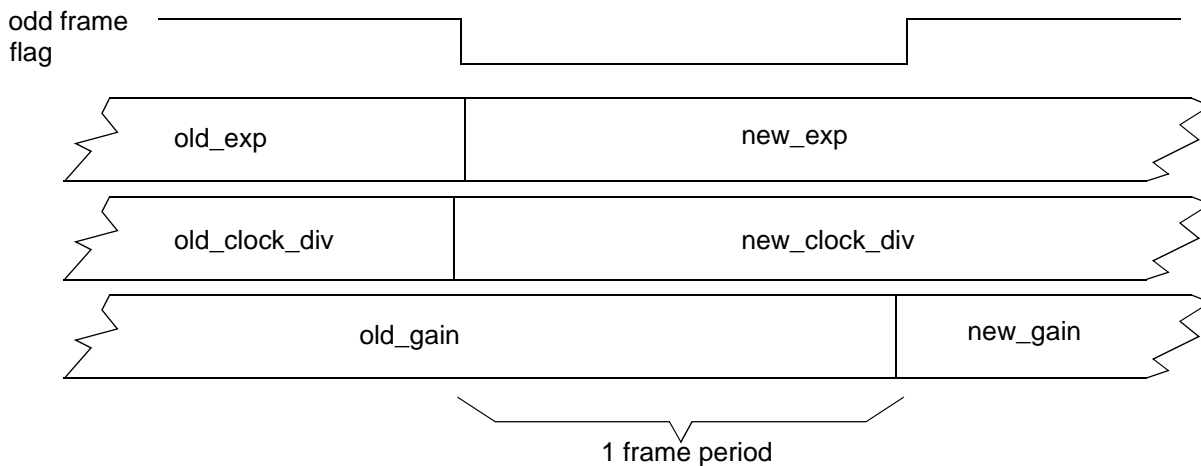 odd frame
flag
old_exp new_exp
old_clock_div new_clock_div
old_gain new_gain
1 frame period